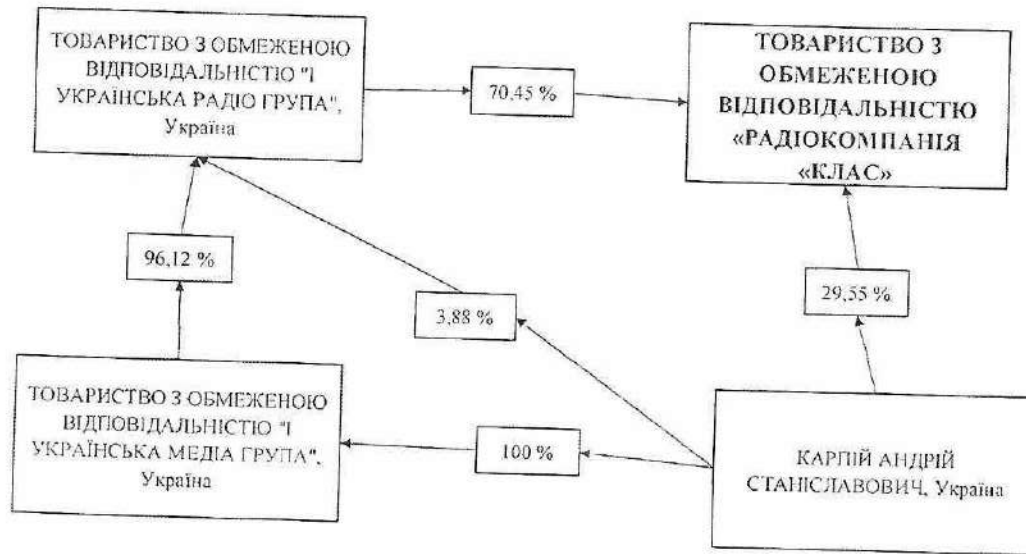 ТОВАРИСТВО З ОБМЕЖЕНОЮ
ВІДПОВІДАЛЬНІСТЮ "І
УКРАЇНСЬКА РАДІО ГРУПА",
Україна
70,45 %
ТОВАРИСТВО З
ОБМЕЖЕНОЮ
ВІДПОВІДАЛЬНІСТЮ
«РАДІОКОМПАНІЯ
«КЛАС»
96,12 %
3,88 %
29,55 %
ТОВАРИСТВО З ОБМЕЖЕНОЮ
ВІДПОВІДАЛЬНІСТЮ "І
УКРАЇНСЬКА МЕДІА ГРУПА",
Україна
100 %
КАРПІЙ АНДРІЙ
СТАНІСЛАВОВИЧ, Україна